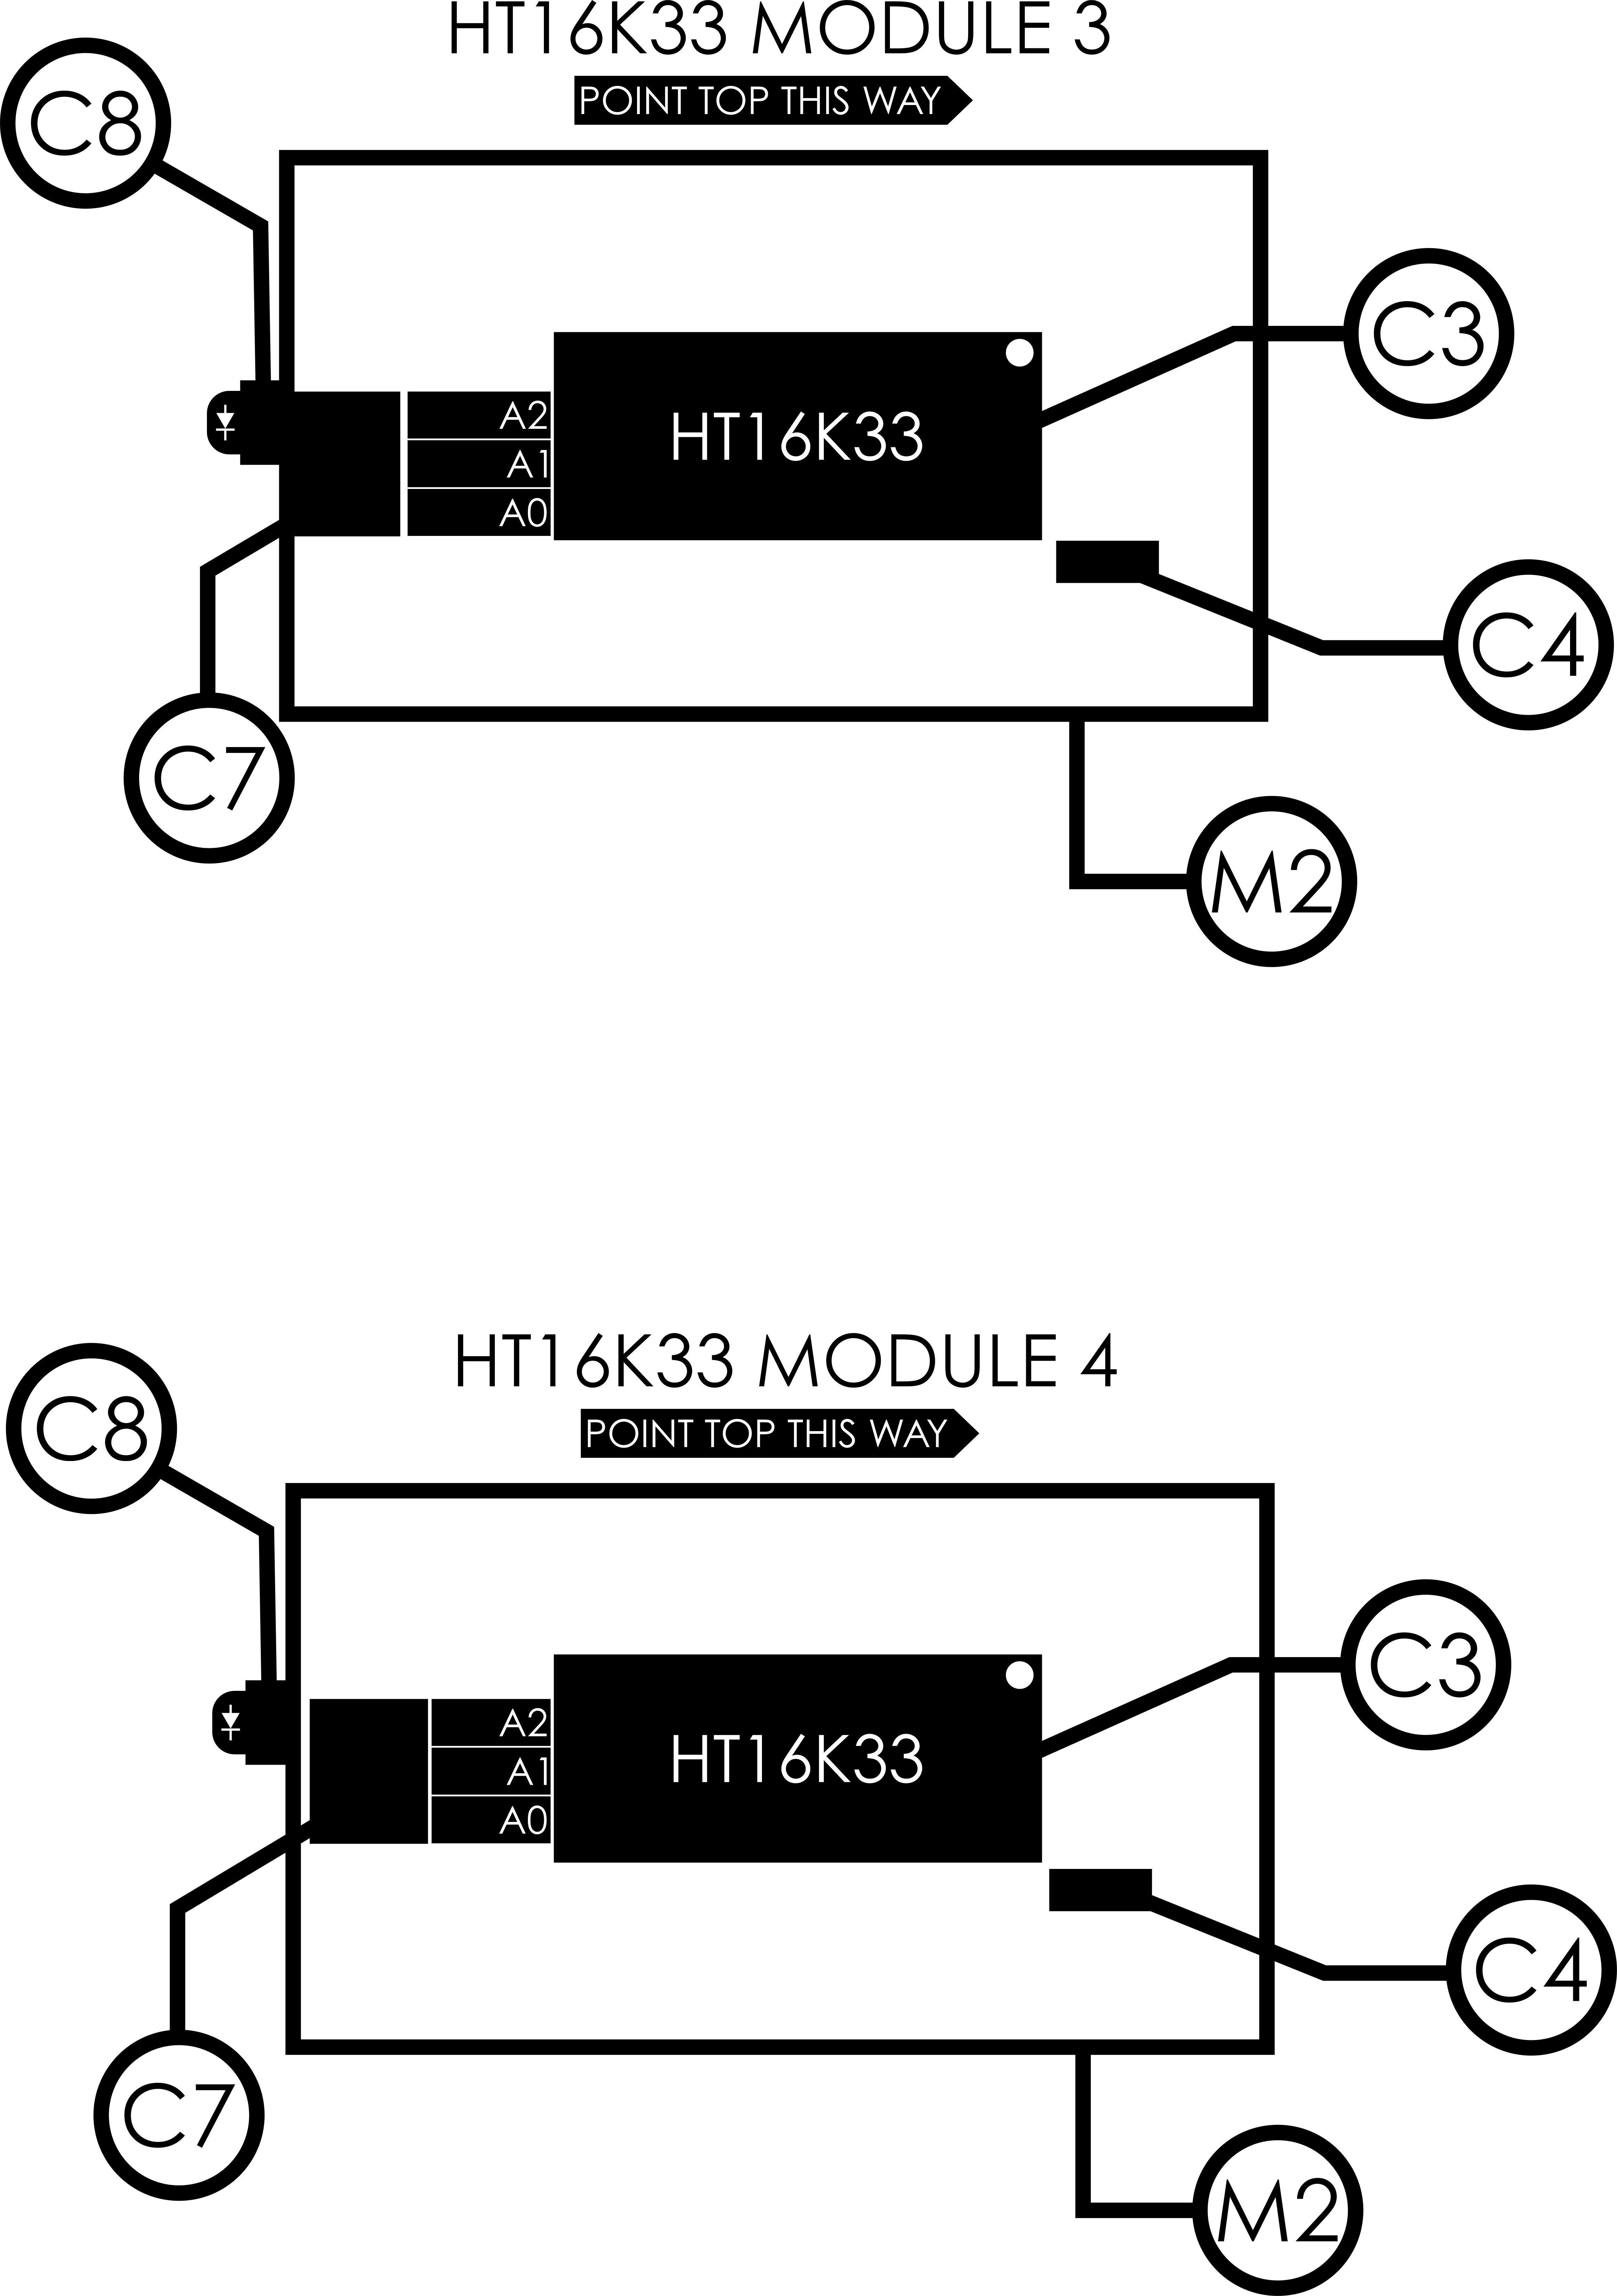 HT16K33 MODULE 3
POINT TOP THIS WAY
C8
C3
A2
HT16K33
A1
A0
C4
C7
M2
HT16K33 MODULE 4
POINT TOP THIS WAY
C8
C3
A2
HT16K33
A1
A0
C4
C7
M2